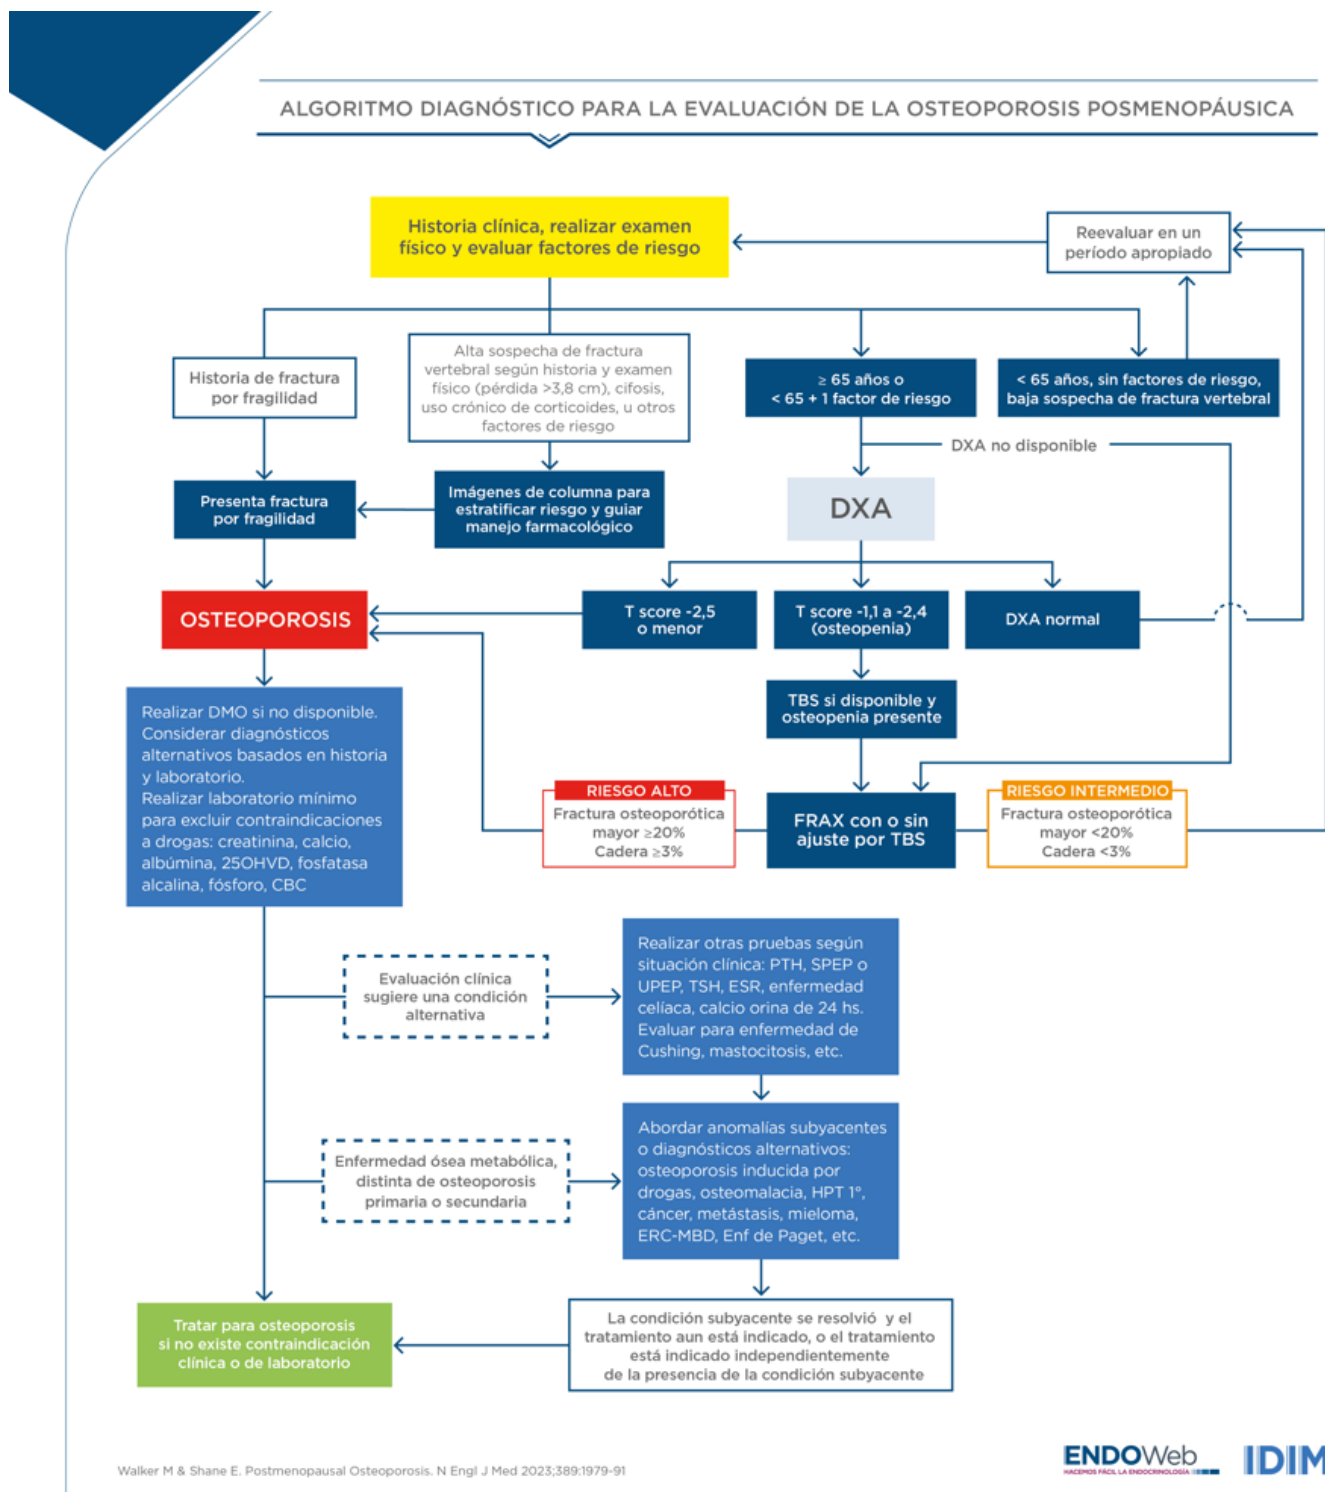 ALGORITMO DIAGNÓSTICO PARA LA EVALUACIÓN DE LA OSTEOPOROSIS POSMENOPÁUSICA
Historia clínica, realizar examen
físico y evaluar factores de riesgo
Reevaluar en un
período apropiado
Historia de fractura
por fragilidad
Alta sospecha de fractura
vertebral según historia y examen
físico (pérdida >3,8 cm), cifosis,
uso crónico de corticoides, u otros
factores de riesgo
≥ 65 años o
< 65 + 1 factor de riesgo
< 65 años, sin factores de riesgo,
baja sospecha de fractura vertebral
DXA no disponible
Presenta fractura
por fragilidad
Imágenes de columna para
estratificar riesgo y guiar
manejo farmacológico
DXA
OSTEOPOROSIS
T score -2,5
o menor
T score -1,1 a -2,4
(osteopenia)
DXA normal
TBS si disponible y
osteopenia presente
Realizar DMO si no disponible.
Considerar diagnósticos
alternativos basados en historia
y laboratorio.
Realizar laboratorio mínimo
para excluir contraindicaciones
a drogas: creatinina, calcio,
albúmina, 25OHVD, fosfatasa
alcalina, fósforo, CBC
RIESGO ALTO
Fractura osteoporótica
mayor ≥20%
Cadera ≥3%
FRAX con o sin
ajuste por TBS
RIESGO INTERMEDIO
Fractura osteoporótica
mayor <20%
Cadera <3%
Evaluación clínica
sugiere una condición
alternativa
Realizar otras pruebas según
situación clínica: PTH, SPEP o
UPEP, TSH, ESR, enfermedad
celíaca, calcio orina de 24 hs.
Evaluar para enfermedad de
Cushing, mastocitosis, etc.
Enfermedad ósea metabólica,
distinta de osteoporosis
primaria o secundaria
Abordar anomalías subyacentes
o diagnósticos alternativos:
osteoporosis inducida por
drogas, osteomalacia, HPT 1°,
cáncer, metástasis, mieloma,
ERC-MBD, Enf de Paget, etc.
Tratar para osteoporosis
si no existe contraindicación
clínica o de laboratorio
La condición subyacente se resolvió y el
tratamiento aun está indicado, o el tratamiento
está indicado independientemente
de la presencia de la condición subyacente
Walker M & Shane E. Postmenopausal Osteoporosis. N Engl J Med 2023;389:1979-91
ENDOWeb
HACEMOS FÁCIL LA ENDOCRINOLOGÍA
IDIM